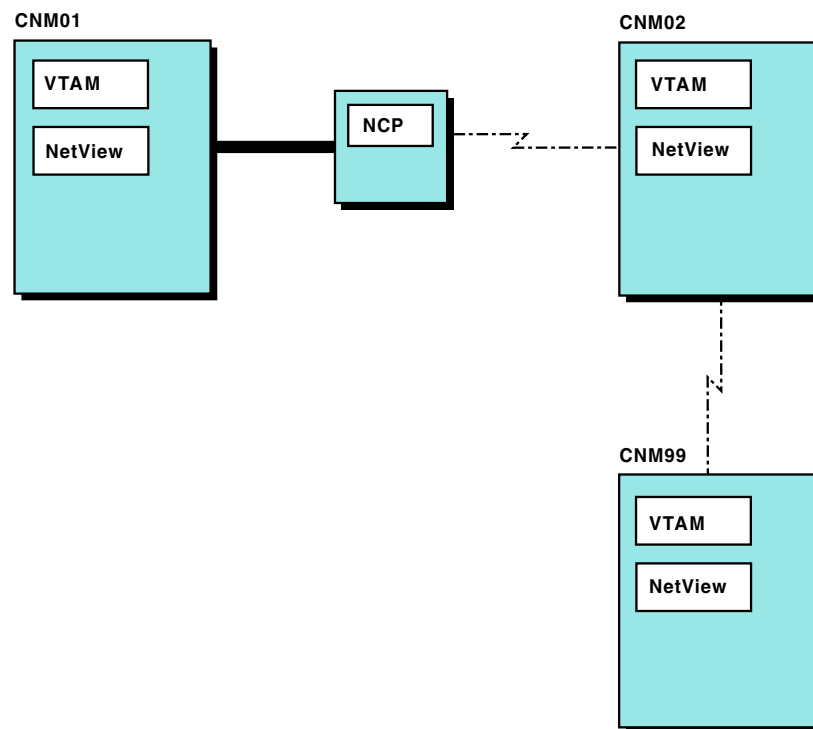 CNM01
VTAM
NetView
NCP
CNM02
VTAM
NetView
CNM99
VTAM
NetView